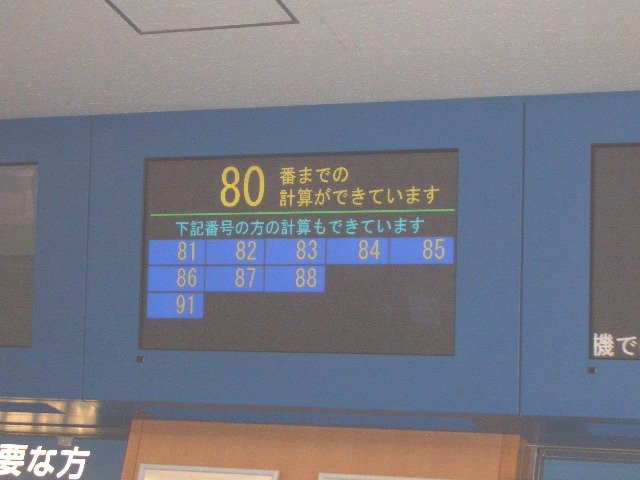 80 番までの
計算ができています
下記番号の方の計算もできています
81 82 83 84 85
86 87 88
91
機で
要な方